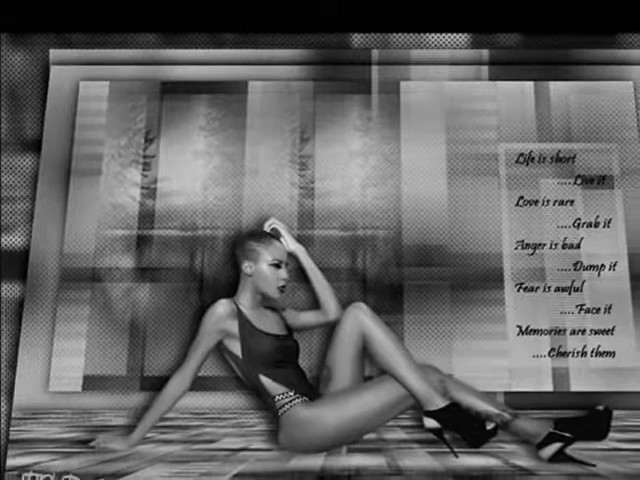 Life is short
....Live it
Love is rare
....Grab it
Anger is bad
....Dump it
Fear is awful
....Face it
Memories are sweet
....Cherish them